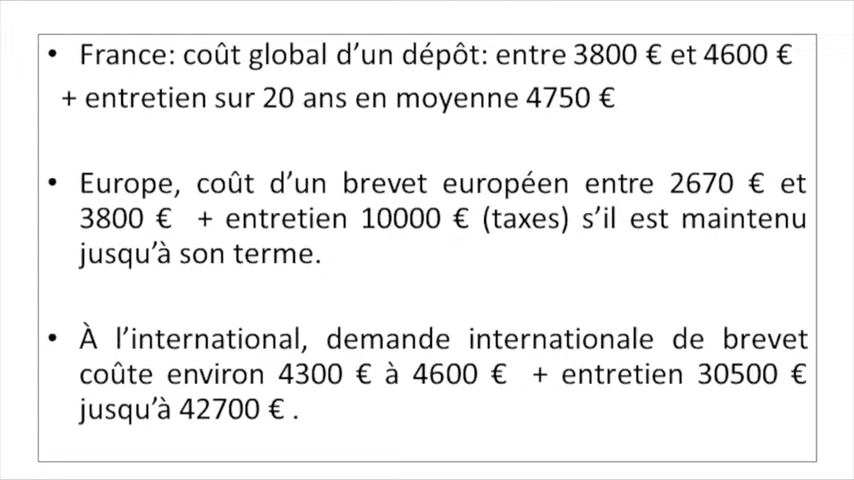 • France: coût global d’un dépôt: entre 3800 € et 4600 €
+ entretien sur 20 ans en moyenne 4750 €
• Europe, coût d’un brevet européen entre 2670 € et
3800 € + entretien 10000 € (taxes) s’il est maintenu
jusqu’à son terme.
• À l’international, demande internationale de brevet
coûte environ 4300 € à 4600 € + entretien 30500 €
jusqu’à 42700 € .